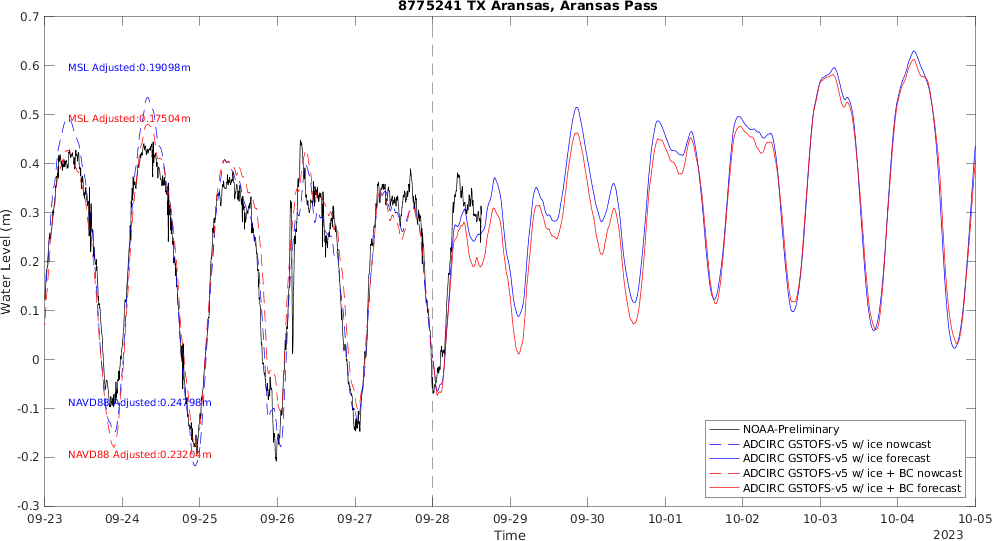 8775241 TX Aransas, Aransas Pass
0.7
0.6
0.5
0.4
0.3
0.2
0.1
0
-0.1
-0.2
-0.3
Water Level (m)
MSL Adjusted:0.19098m
MSL Adjusted:0.17504m
NAVD88 Adjusted:0.24798m
NAVD88 Adjusted:0.23204m
NOAA-Preliminary
ADCIRC GSTOFS-v5 w/ ice nowcast
ADCIRC GSTOFS-v5 w/ ice forecast
ADCIRC GSTOFS-v5 w/ ice + BC nowcast
ADCIRC GSTOFS-v5 w/ ice + BC forecast
09-23 09-24 09-25 09-26 09-27 09-28 09-29 09-30 10-01 10-02 10-03 10-04 10-05
Time
2023